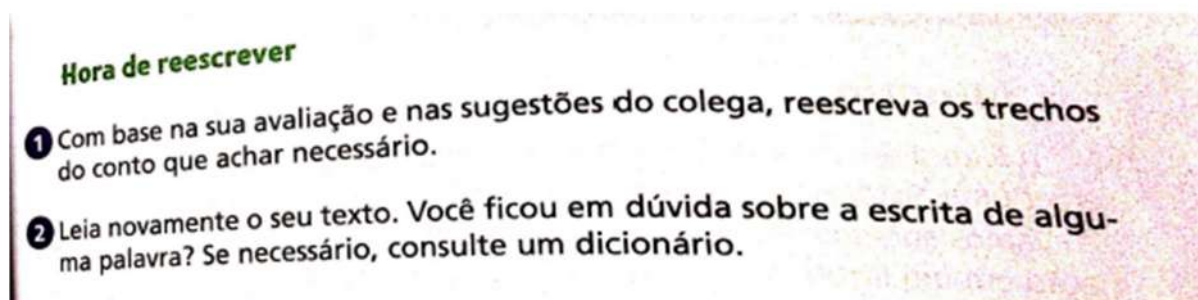 Hora de reescrever
1 Com base na sua avaliação e nas sugestões do colega, reescreva os trechos
do conto que achar necessário.
2 Leia novamente o seu texto. Você ficou em dúvida sobre a escrita de algu-
ma palavra? Se necessário, consulte um dicionário.